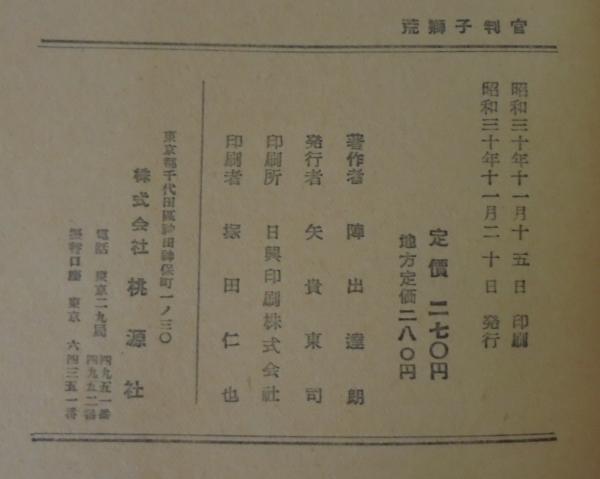 荒獅子判官
昭和三十年十一月十五日 印刷
昭和三十年十一月二十日 発行
定價 二七〇円
地方定価二八〇円
著作者 陣出達朗
発行者 矢貴東司
印刷所 日興印刷株式会社
印刷者 塚田仁也
東京都千代田區神田神保町一ノ三〇
株式会社 桃源社
電話 東京二九局 四九五一番
四九五二番
振替口座 東京 六四三五一番